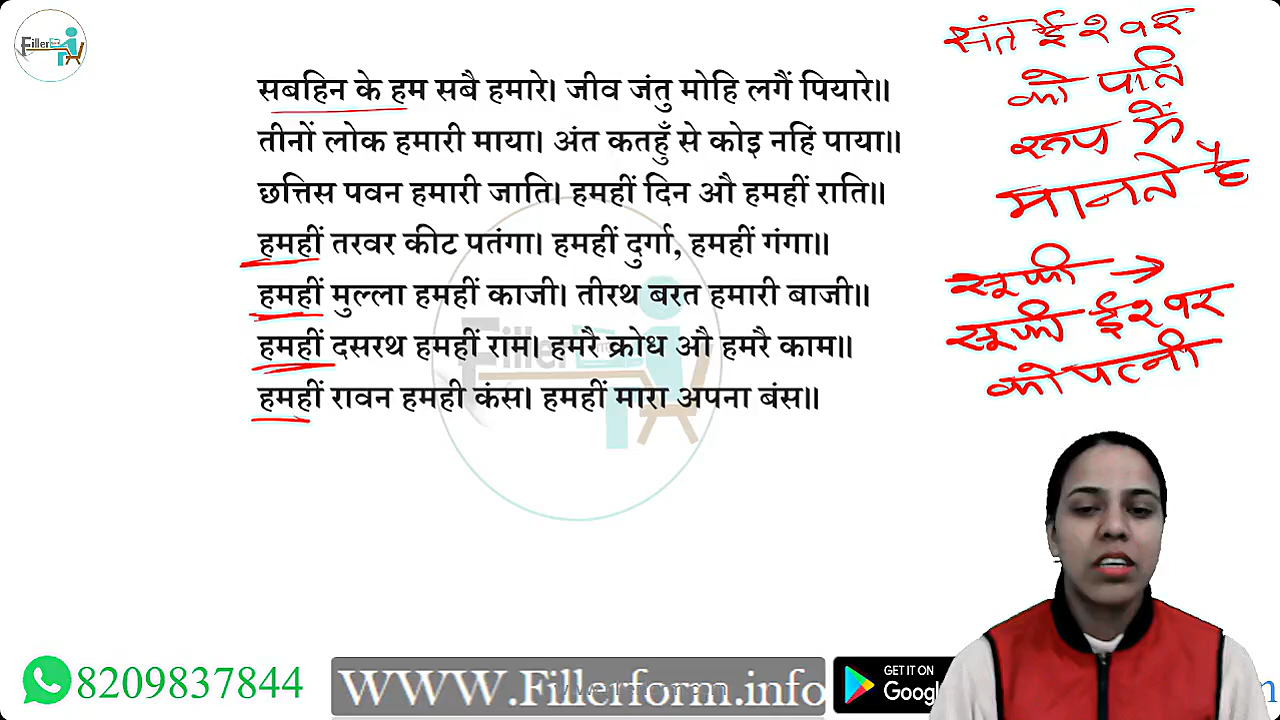 Fillerform
सबहिन के हम सबै हमारे। जीव जंतु मोहि लगैं पियारे॥
तीनों लोक हमारी माया। अंत कतहुँ से कोइ नहिं पाया॥
छत्तिस पवन हमारी जाति। हमहीं दिन औ हमहीं राति॥
हमहीं तरवर कीट पतंगा। हमहीं दुर्गा, हमहीं गंगा॥
हमहीं मुल्ला हमहीं काजी। तीरथ बरत हमारी बाजी॥
हमहीं दसरथ हमहीं राम। हमरै क्रोध औ हमरै काम॥
हमहीं रावन हमही कंस। हमहीं मारा अपना बंस॥
संत ईश्वर
को पति
रूप में
मानते है
सूफी →
सूफी ईश्वर
को पत्नी
8209837844
www.Fillerform.info
GET IT ON
Google